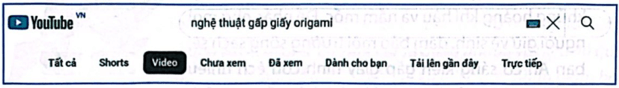 YouTube VN nghệ thuật gấp giấy origami
Tất cả Shorts Video Chưa xem Đã xem Dành cho bạn Tải lên gần đây Trực tiếp